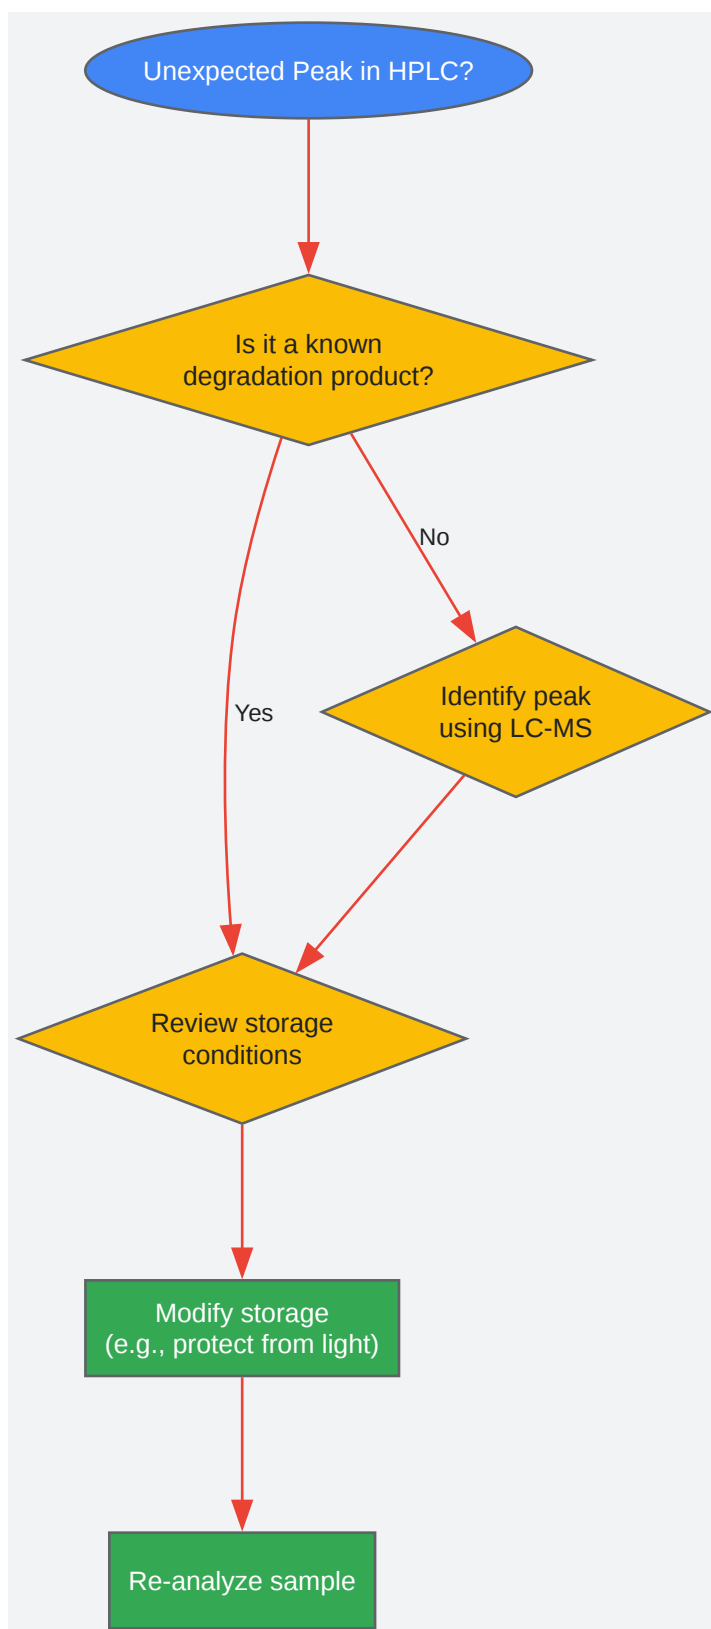 Unexpected Peak in HPLC?
Is it a known
degradation product?
No
Identify peak
using LC-MS
Yes
Review storage
conditions
Modify storage
(e.g., protect from light)
Re-analyze sample